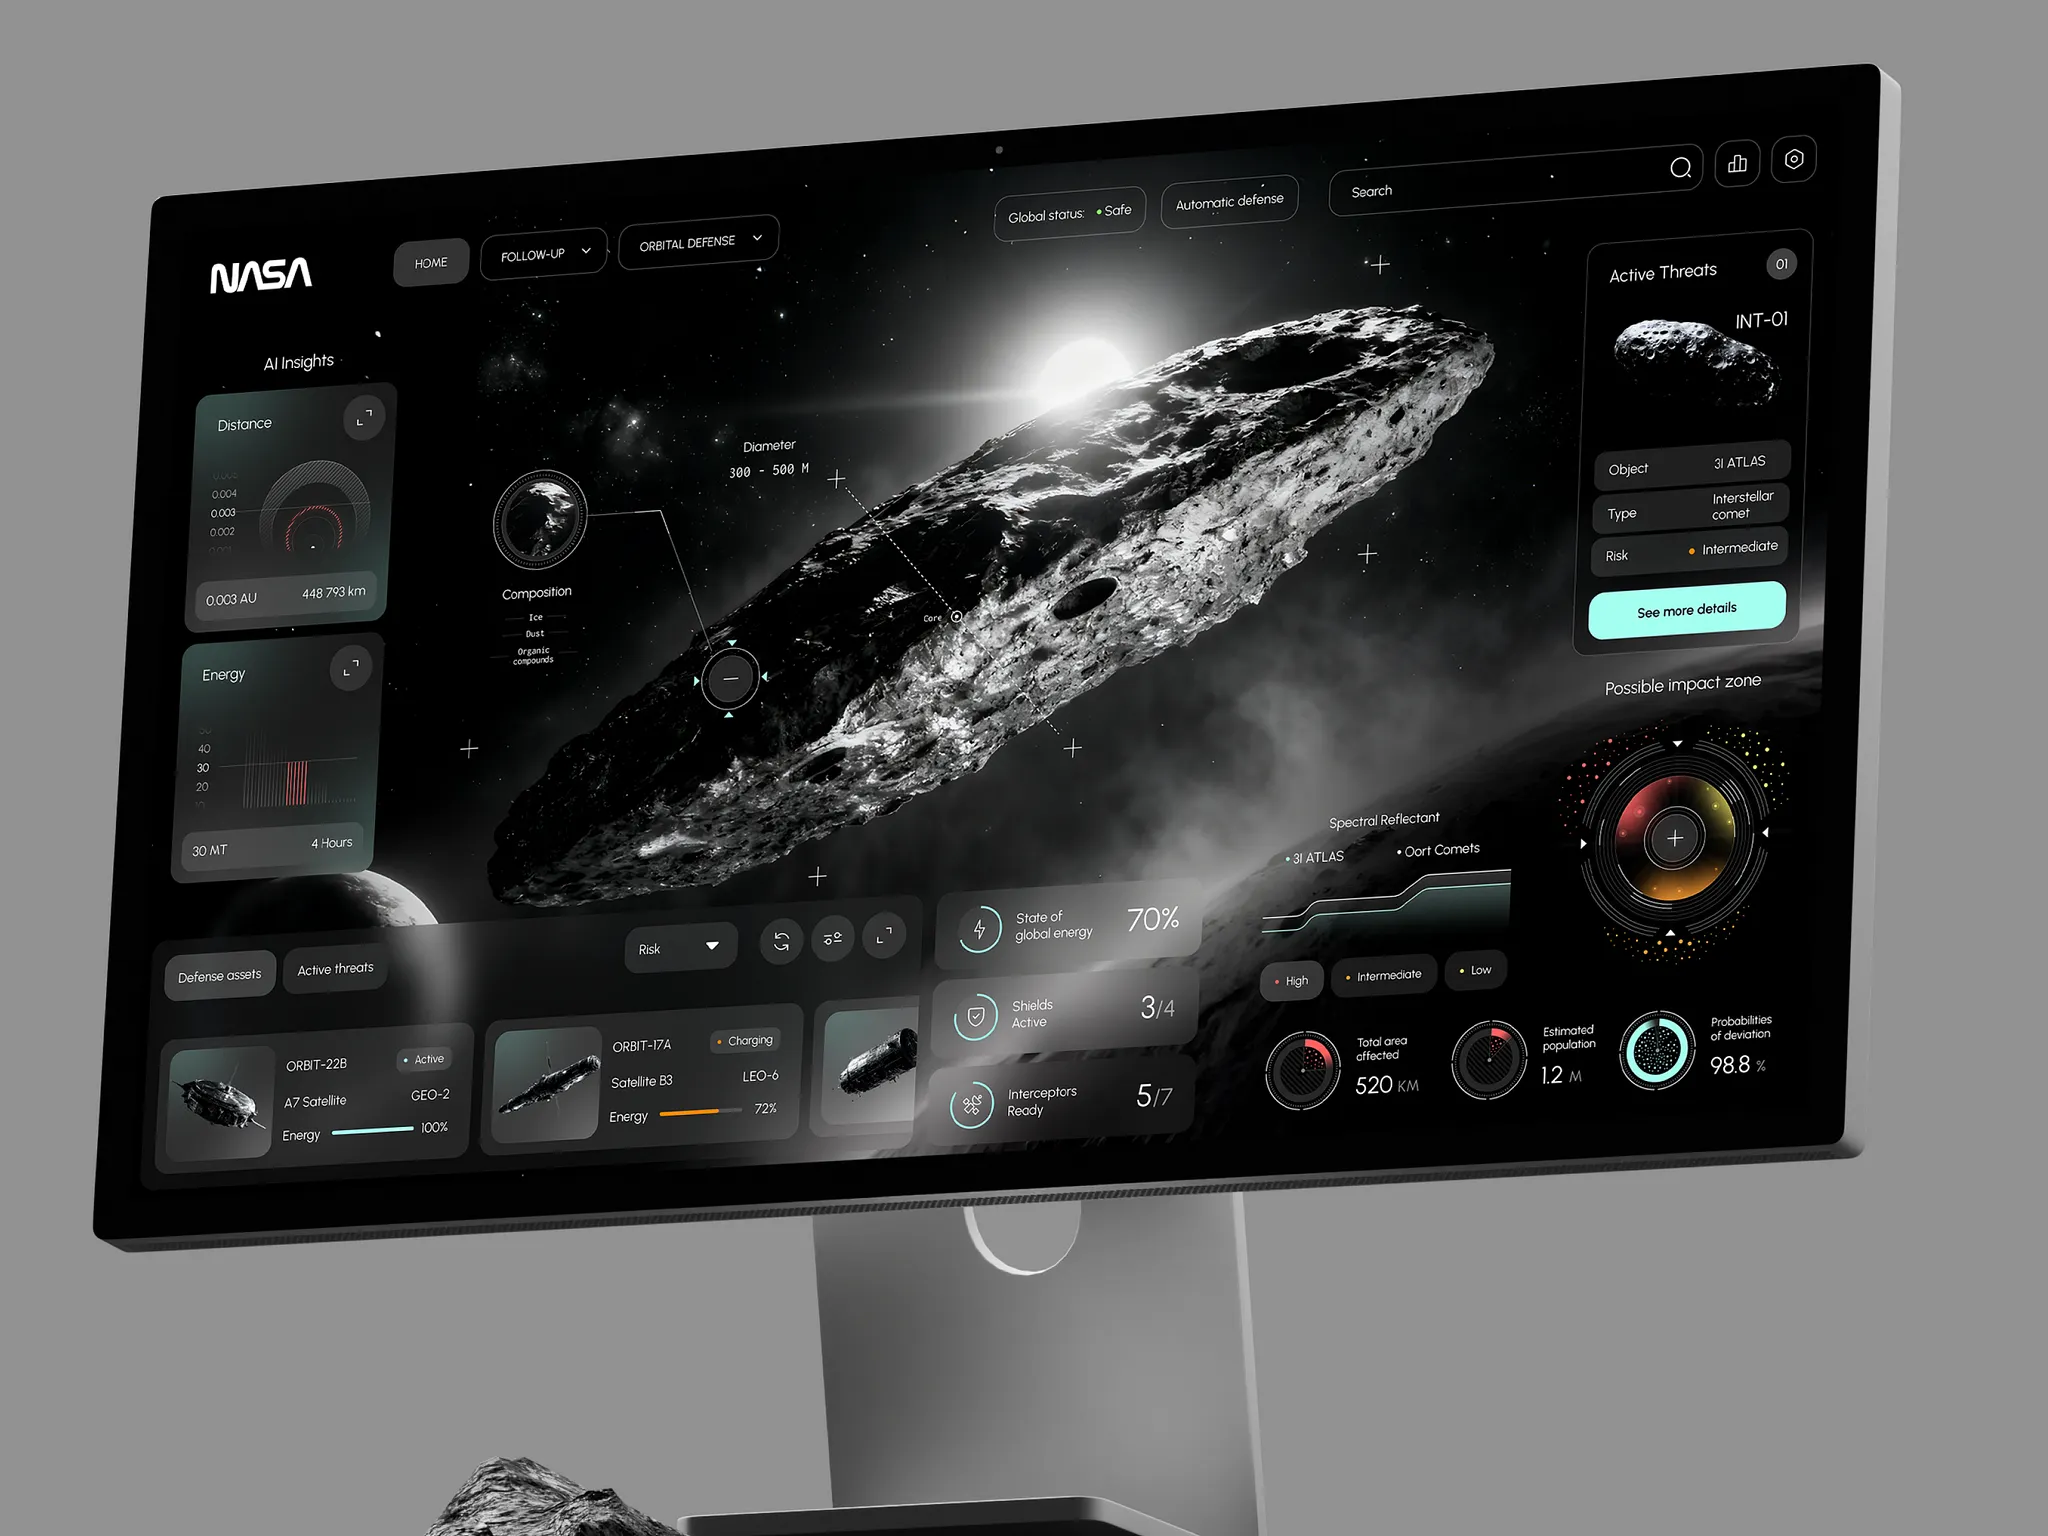 NASA
HOME
FOLLOW-UP
ORBITAL DEFENSE
Global status: Safe
Automatic defense
Search
AI Insights
Distance
0.004
0.003
0.002
0.003 AU
448 793 km
Energy
40
30
20
30 MT
4 Hours
Diameter
300 - 500 M
Composition
Ice
Dust
Organic
compounds
Core
Active Threats
01
INT-01
Object
3I ATLAS
Type
Interstellar
comet
Risk
Intermediate
See more details
Possible impact zone
Spectral Reflectant
3I ATLAS
Oort Comets
High
Intermediate
Low
Total area
affected
520 KM
Estimated
population
1.2 M
Probabilities
of deviation
98.8 %
Defense assets
Active threats
Risk
ORBIT-22B
Active
A7 Satellite
GEO-2
Energy
100%
ORBIT-17A
Charging
Satellite B3
LEO-6
Energy
72%
State of
global energy
70%
Shields
Active
3/4
Interceptors
Ready
5/7